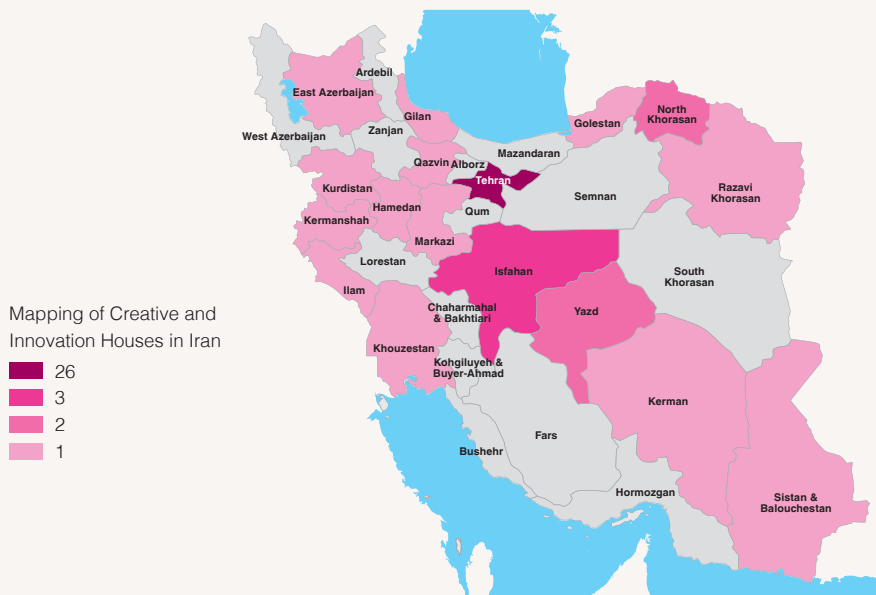 Ardebil
East Azerbaijan
Gilan
West Azerbaijan
Zanjan
Golestan
North
Khorasan
Qazvin
Alborz
Mazandaran
Tehran
Kurdistan
Semnan
Razavi
Khorasan
Hamedan
Qum
Kermanshah
Markazi
Lorestan
Isfahan
South
Khorasan
Ilam
Chaharmahal
& Bakhtiari
Yazd
Khouzestan
Kohgiluyeh &
Buyer-Ahmad
Kerman
Fars
Bushehr
Hormozgan
Sistan &
Balouchestan
Mapping of Creative and
Innovation Houses in Iran
26
3
2
1